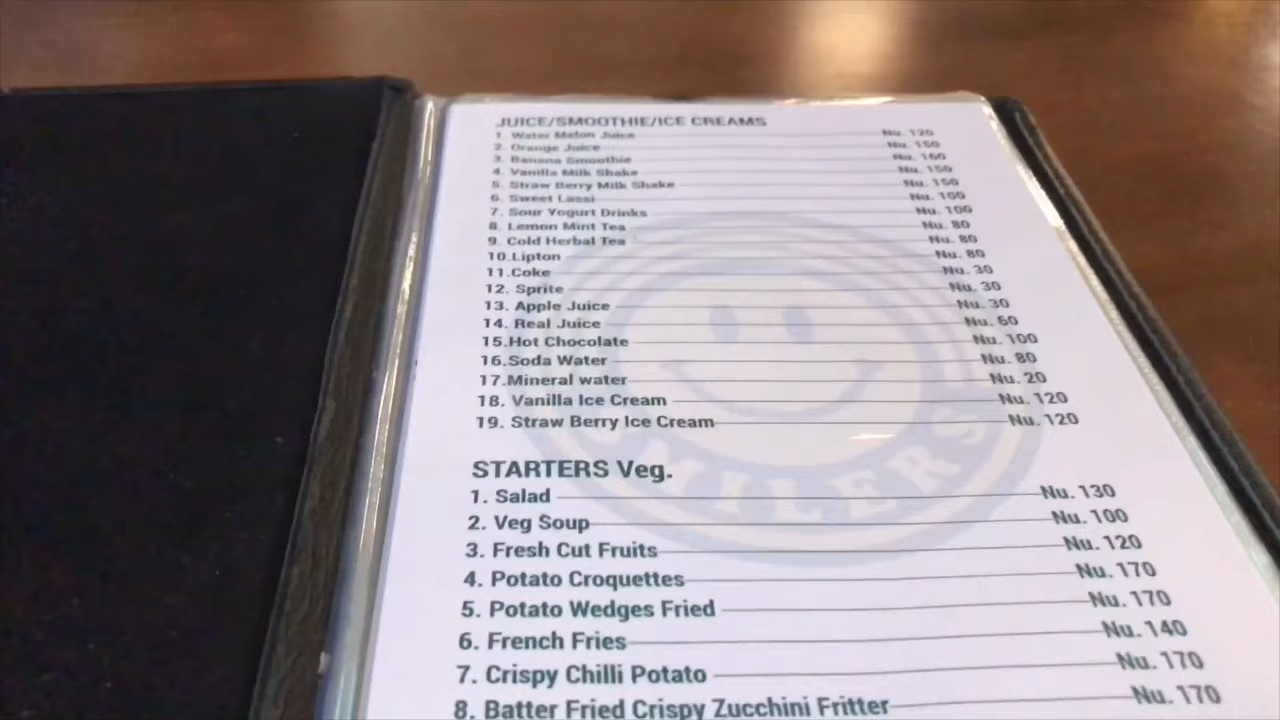 JUICE/SMOOTHIE/ICE CREAMS
1. Water Melon Juice Nu. 120
2. Orange Juice Nu. 150
3. Banana Smoothie Nu. 160
4. Vanilla Milk Shake Nu. 150
5. Straw Berry Milk Shake Nu. 150
6. Sweet Lassi Nu. 100
7. Sour Yogurt Drinks Nu. 100
8. Lemon Mint Tea Nu. 80
9. Cold Herbal Tea Nu. 80
10.Lipton Nu. 80
11.Coke Nu. 30
12. Sprite Nu. 30
13. Apple Juice Nu. 30
14. Real Juice Nu. 60
15.Hot Chocolate Nu. 100
16.Soda Water Nu. 80
17.Mineral water Nu. 20
18. Vanilla Ice Cream Nu. 120
19. Straw Berry Ice Cream Nu. 120
SMILERS
STARTERS Veg.
1. Salad Nu. 130
2. Veg Soup Nu. 100
3. Fresh Cut Fruits Nu. 120
4. Potato Croquettes Nu. 170
5. Potato Wedges Fried Nu. 170
6. French Fries Nu. 140
7. Crispy Chilli Potato Nu. 170
8. Batter Fried Crispy Zucchini Fritter Nu. 170